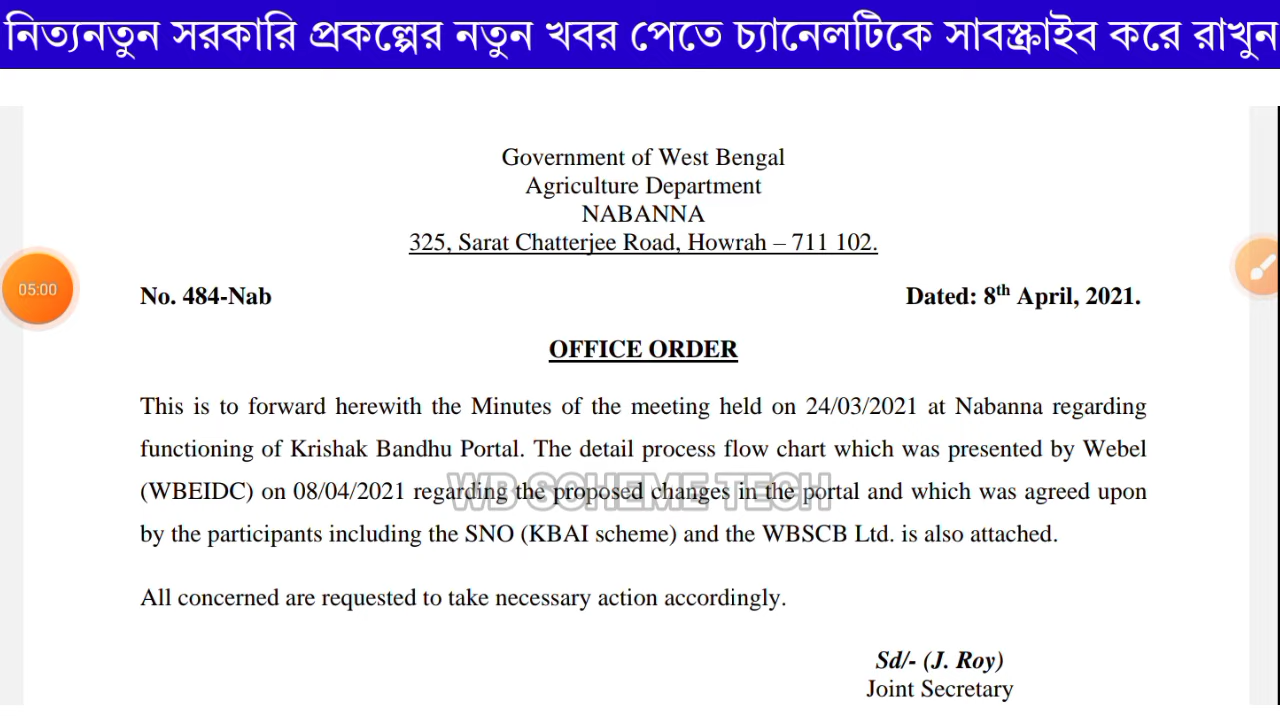 নিত্যনতুন সরকারি প্রকল্পের নতুন খবর পেতে চ্যানেলটিকে সাবস্ক্রাইব করে রাখুন
Government of West Bengal
Agriculture Department
NABANNA
325, Sarat Chatterjee Road, Howrah – 711 102.
05:00
No. 484-Nab Dated: 8th April, 2021.
OFFICE ORDER
This is to forward herewith the Minutes of the meeting held on 24/03/2021 at Nabanna regarding
functioning of Krishak Bandhu Portal. The detail process flow chart which was presented by Webel
(WBEIDC) on 08/04/2021 regarding the proposed changes in the portal and which was agreed upon
WB SCHEME TECH
by the participants including the SNO (KBAI scheme) and the WBSCB Ltd. is also attached.
All concerned are requested to take necessary action accordingly.
Sd/- (J. Roy)
Joint Secretary